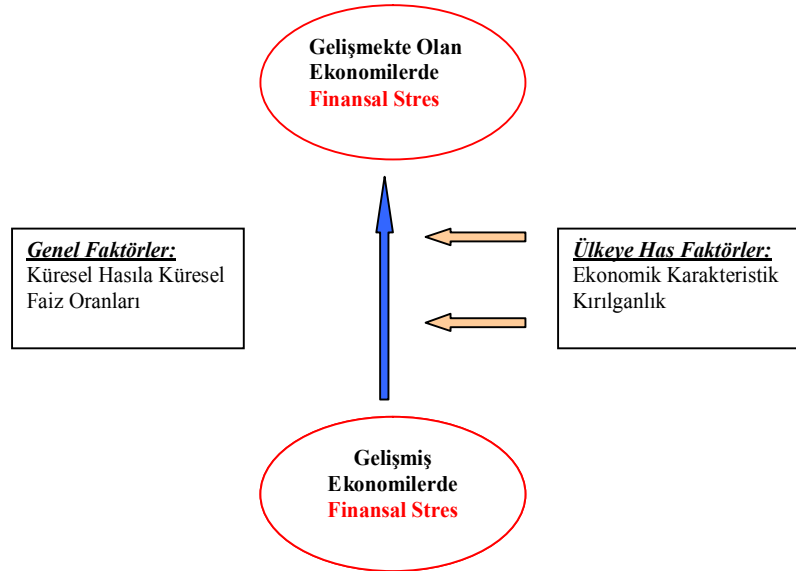 Gelişmekte Olan
Ekonomilerde
Finansal Stres
Genel Faktörler:
Küresel Hasıla Küresel
Faiz Oranları
Ülkeye Has Faktörler:
Ekonomik Karakteristik
Kırılganlık
Gelişmiş
Ekonomilerde
Finansal Stres